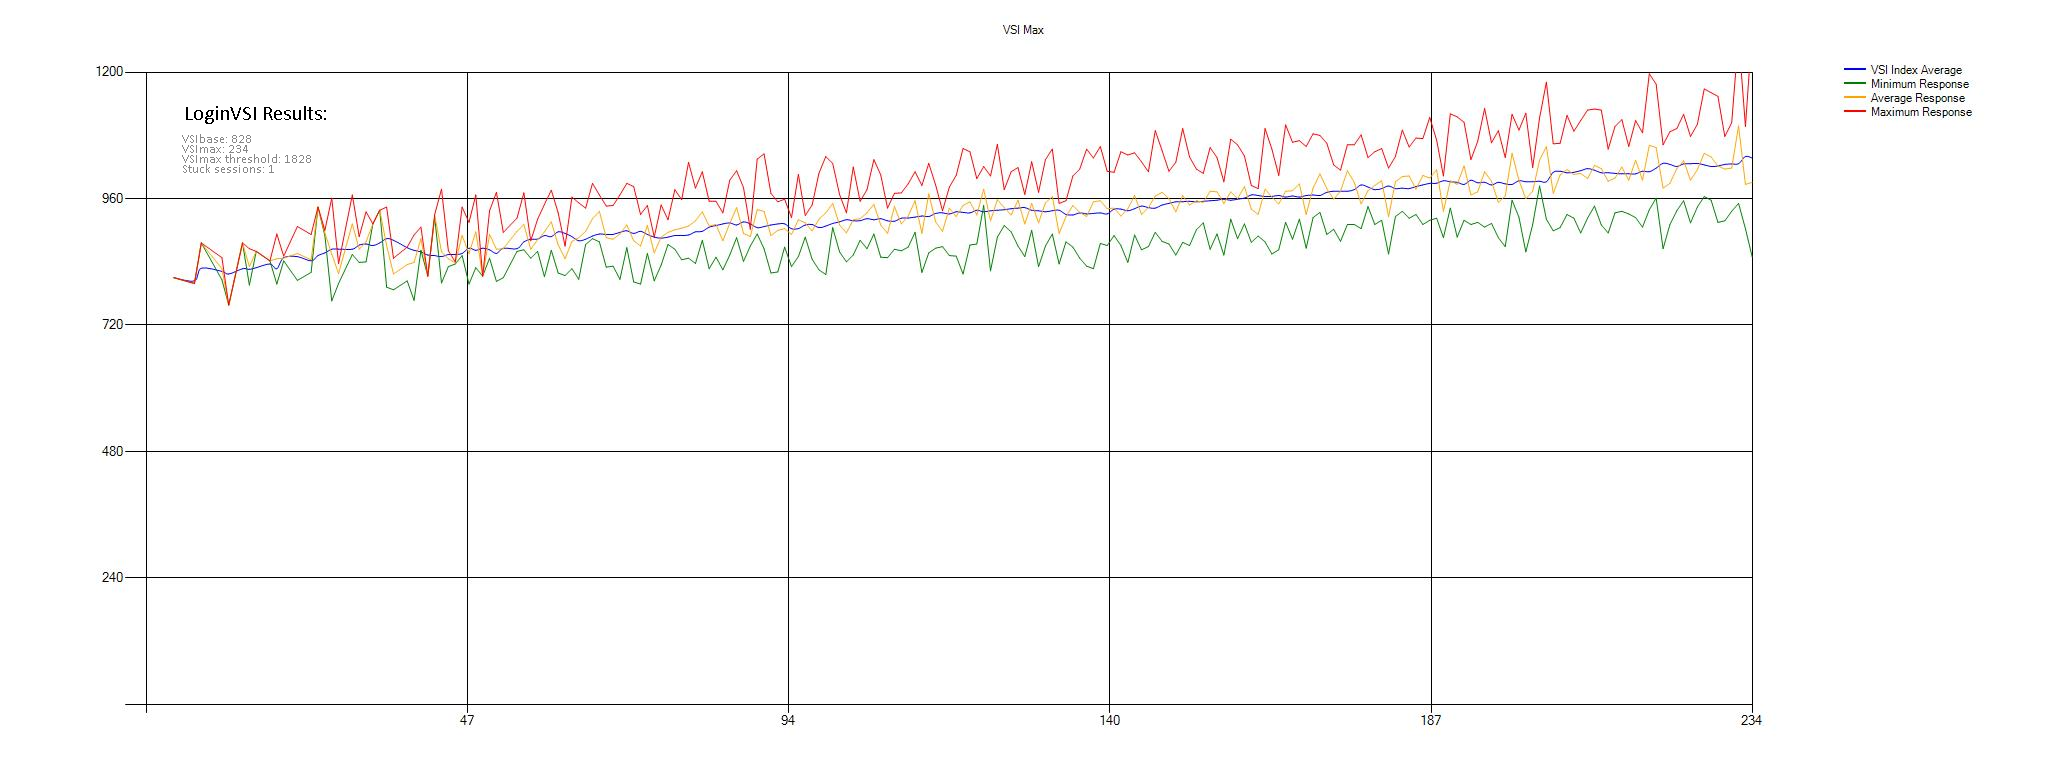 VSI Max
1200
960
720
480
240
47
94
140
187
234
LoginVSI Results:
VSIbase: 828
VSImax: 234
VSImax threshold: 1828
Stuck sessions: 1
VSI Index Average
Minimum Response
Average Response
Maximum Response